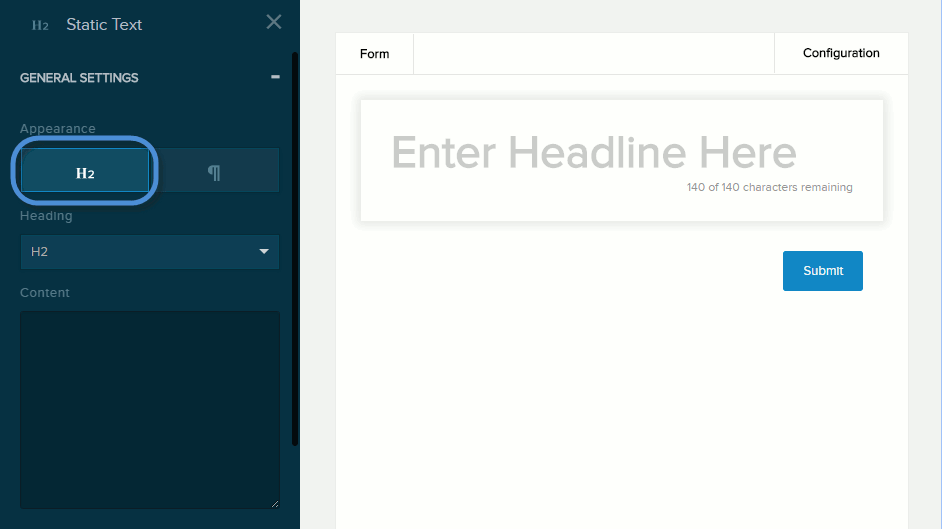 H2 Static Text
GENERAL SETTINGS
Appearance
H2 ¶
Heading
H2
Content
Form
Configuration
Enter Headline Here
140 of 140 characters remaining
Submit